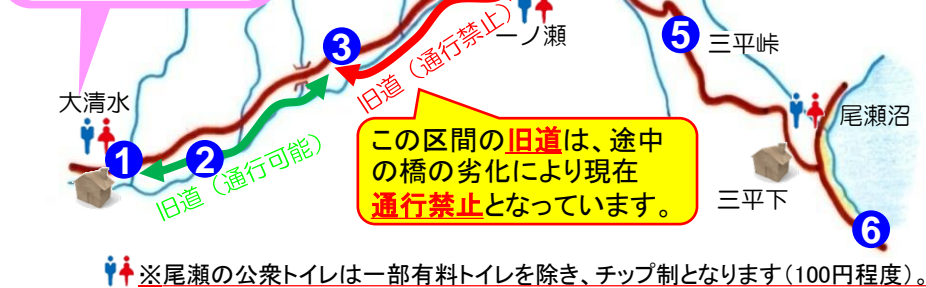 3
一ノ瀬
旧道（通行禁止）
5
三平峠
大清水
尾瀬沼
1
2
旧道（通行可能）
この区間の旧道は、途中
の橋の劣化により現在
通行禁止となっています。
三平下
6
※尾瀬の公衆トイレは一部有料トイレを除き、チップ制となります（100円程度）。